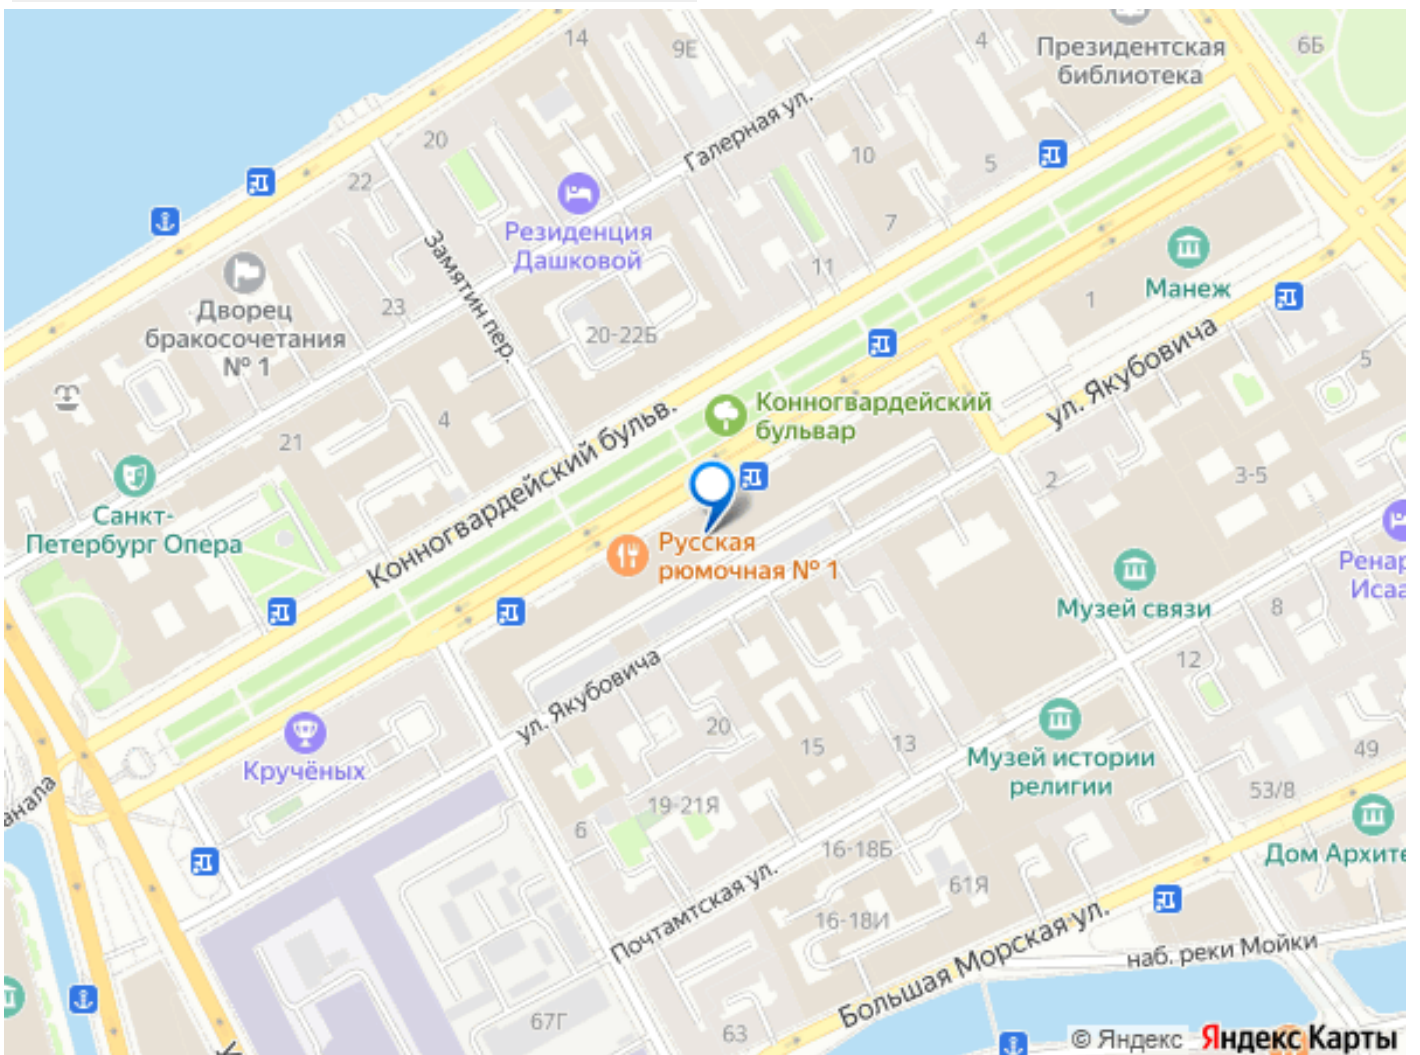 14
9Е
4
Президентская
библиотека
6Б
20
Галерная ул.
10
5
22
Резиденция
Дашковой
7
Замятин пер.
11
Манеж
Дворец
бракосочетания
№ 1
23
20-22Б
1
ул. Якубовича
5
4
Конногвардейский бульв.
Конногвардейский
бульвар
21
2
3-5
Санкт-
Петербург Опера
Русская
рюмочная № 1
Музей связи
8
12
ул. Якубовича
20
15
13
Музей истории
религии
49
Кручёных
53/8
19-21Я
6
16-18Б
61Я
Почтамтская ул.
16-18И
Большая Морская ул.
наб. реки Мойки
67Г
63
© Яндекс Яндекс Карты